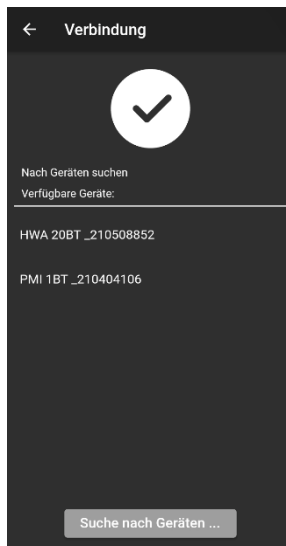 Verbindung
Nach Geräten suchen
Verfügbare Geräte:
HWA 20BT _210508852
PMI 1BT _210404106
Suche nach Geräten ...